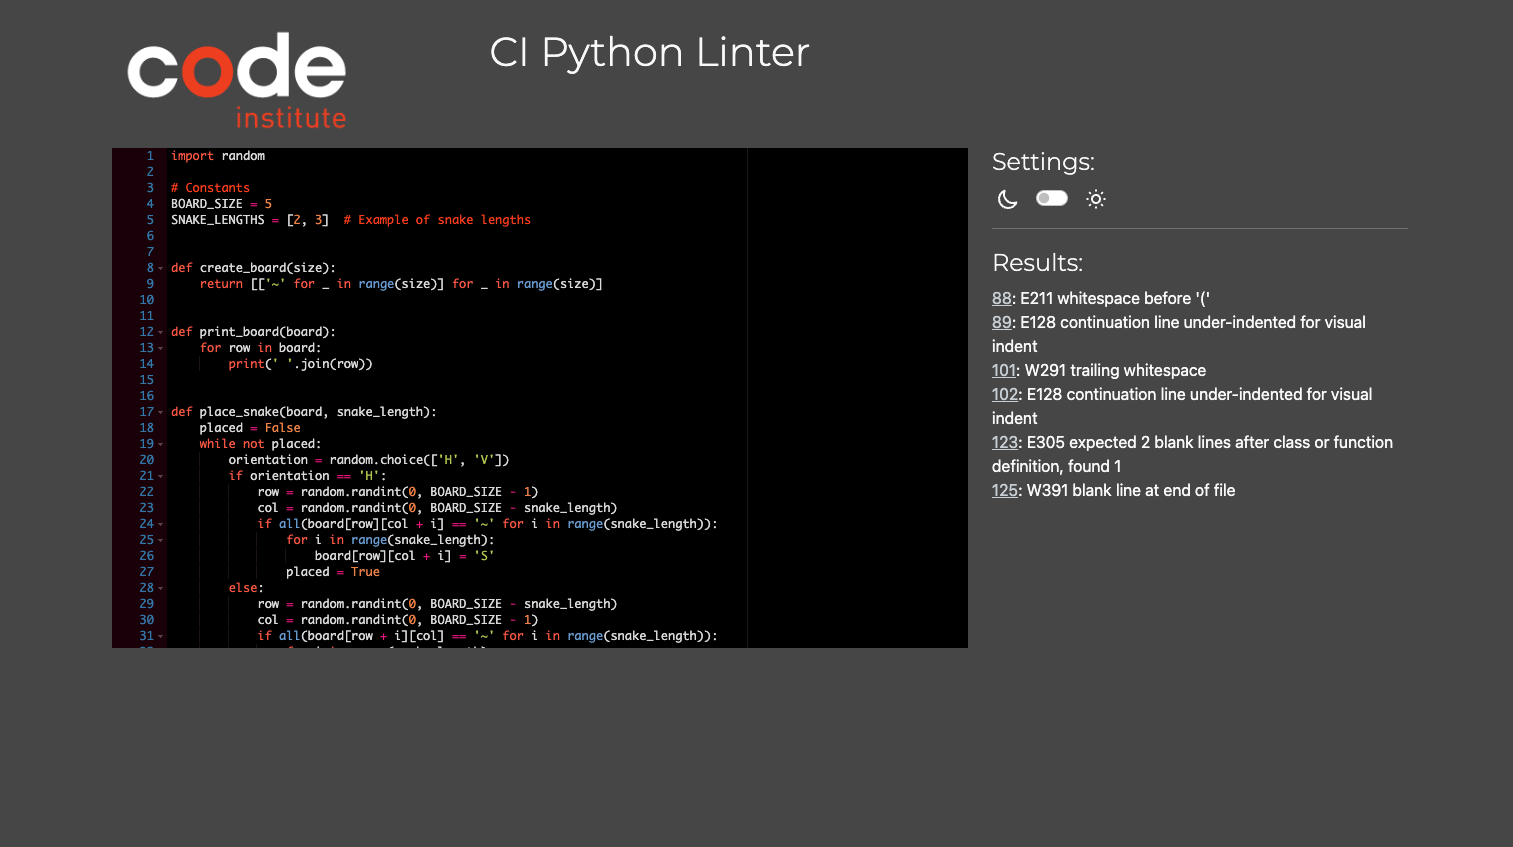 code
institute
CI Python Linter
1 import random
2
3 # Constants
4 BOARD_SIZE = 5
5 SNAKE_LENGTHS = [2, 3]  # Example of snake lengths
6
7
8 def create_board(size):
9     return [['~' for _ in range(size)] for _ in range(size)]
10
11
12 def print_board(board):
13     for row in board:
14         print(' '.join(row))
15
16
17 def place_snake(board, snake_length):
18     placed = False
19     while not placed:
20         orientation = random.choice(['H', 'V'])
21         if orientation == 'H':
22             row = random.randint(0, BOARD_SIZE - 1)
23             col = random.randint(0, BOARD_SIZE - snake_length)
24             if all(board[row][col + i] == '~' for i in range(snake_length)):
25                 for i in range(snake_length):
26                     board[row][col + i] = 'S'
27                 placed = True
28         else:
29             row = random.randint(0, BOARD_SIZE - snake_length)
30             col = random.randint(0, BOARD_SIZE - 1)
31             if all(board[row + i][col] == '~' for i in range(snake_length)):
Settings:
Results:
88: E211 whitespace before '('
89: E128 continuation line under-indented for visual
indent
101: W291 trailing whitespace
102: E128 continuation line under-indented for visual
indent
123: E305 expected 2 blank lines after class or function
definition, found 1
125: W391 blank line at end of file